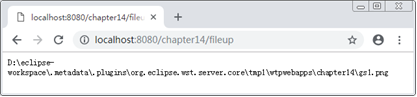 localhost:8080/chapter14/fileup
localhost:8080/chapter14/fileup
D:\eclipse-
workspace\.metadata\.plugins\org.eclipse.wst.server.core\tmp1\wtpwebapps\chapter14\gs1.png